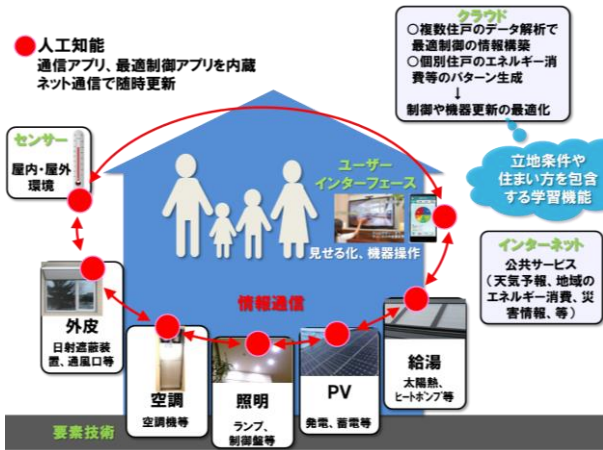 人工知能
通信アプリ、最適制御アプリを内蔵
ネット通信で随時更新
クラウド
○複数住戸のデータ解析で
最適制御の情報構築
○個別住戸のエネルギー消
費等のパターン生成
↓
制御や機器更新の最適化
センサー
屋内・屋外
環境
ユーザー
インターフェース
見せる化、機器操作
立地条件や
住まい方を包含
する学習機能
インターネット
公共サービス
(天気予報、地域の
エネルギー消費、災
害情報、等)
情報通信
外皮
日射遮蔽装
置、通風口等
空調
空調機等
照明
ランプ、
制御盤等
PV
発電、蓄電等
給湯
太陽熱、
ヒートポンプ等
要素技術